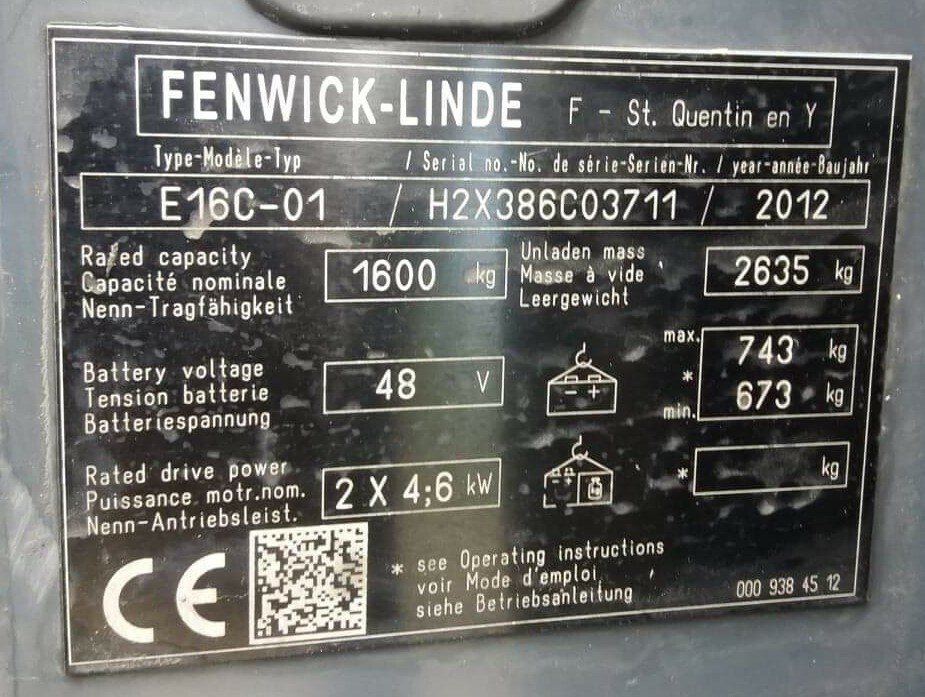 FENWICK-LINDE F - St. Quentin en Y
Type-Modèle-Typ / Serial no.-No. de série-Serien-Nr. / year-année-Baujahr
E16C-01 / H2X386C03711 / 2012
Rated capacity
Capacité nominale
Nenn-Tragfähigkeit
1600 kg
Unladen mass
Masse à vide
Leergewicht
2635 kg
Battery voltage
Tension batterie
Batteriespannung
48 V
max. 743 kg
*
min. 673 kg
Rated drive power
Puissance motr.nom.
Nenn-Antriebsleist.
2 X 4;6 kW
* kg
CE
* see Operating instructions
voir Mode d'emploi
siehe Betriebsanleitung
000 938 45 12